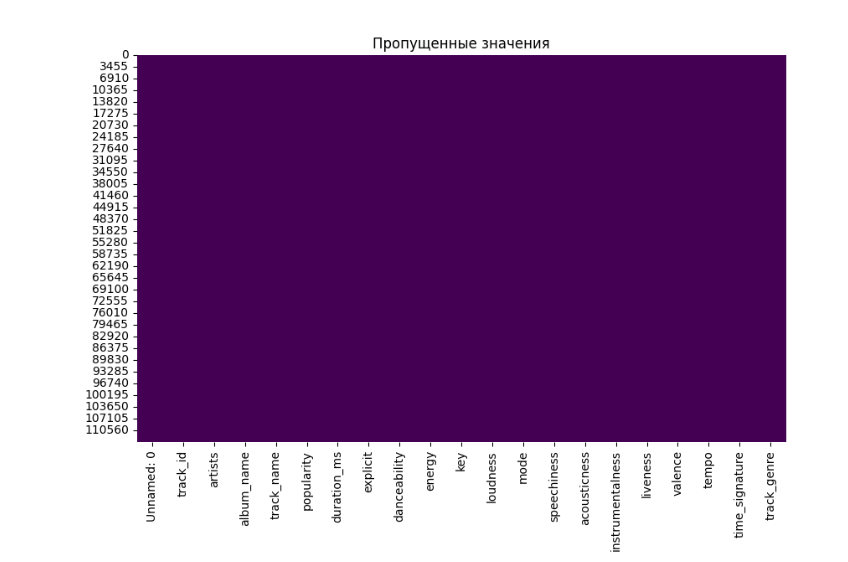 Пропущенные значения
0
3455
6910
10365
13820
17275
20730
24185
27640
31095
34550
38005
41460
44915
48370
51825
55280
58735
62190
65645
69100
72555
76010
79465
82920
86375
89830
93285
96740
100195
103650
107105
110560
Unnamed: 0
track_id
artists
album_name
track_name
popularity
duration_ms
explicit
danceability
energy
key
loudness
mode
speechiness
acousticness
instrumentalness
liveness
valence
tempo
time_signature
track_genre